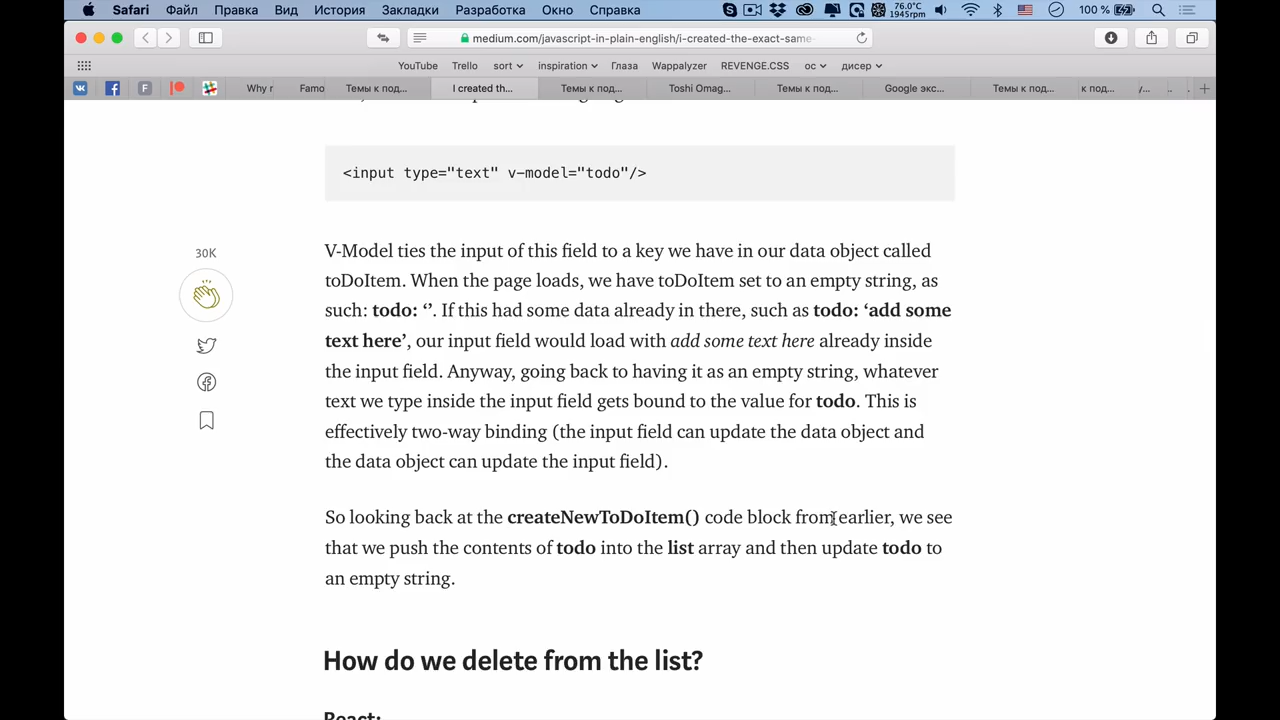 Safari Файл Правка Вид История Закладки Разработка Окно Справка 76.0°C 1945rpm 100 %
medium.com/javascript-in-plain-english/i-created-the-exact-same-
YouTube Trello sort inspiration Глаза Wappalyzer REVENGE.CSS ос дисер
F Why r Famo Темы к под... I created th... Темы к под... Toshi Omag... Темы к под... Google экс... Темы к под... к под... /...
<input type="text" v-model="todo"/>
30K
V-Model ties the input of this field to a key we have in our data object called
toDoItem. When the page loads, we have toDoItem set to an empty string, as
such: todo: ‘’. If this had some data already in there, such as todo: ‘add some
text here’, our input field would load with add some text here already inside
the input field. Anyway, going back to having it as an empty string, whatever
text we type inside the input field gets bound to the value for todo. This is
effectively two-way binding (the input field can update the data object and
the data object can update the input field).
So looking back at the createNewToDoItem() code block from earlier, we see
that we push the contents of todo into the list array and then update todo to
an empty string.
How do we delete from the list?
React: